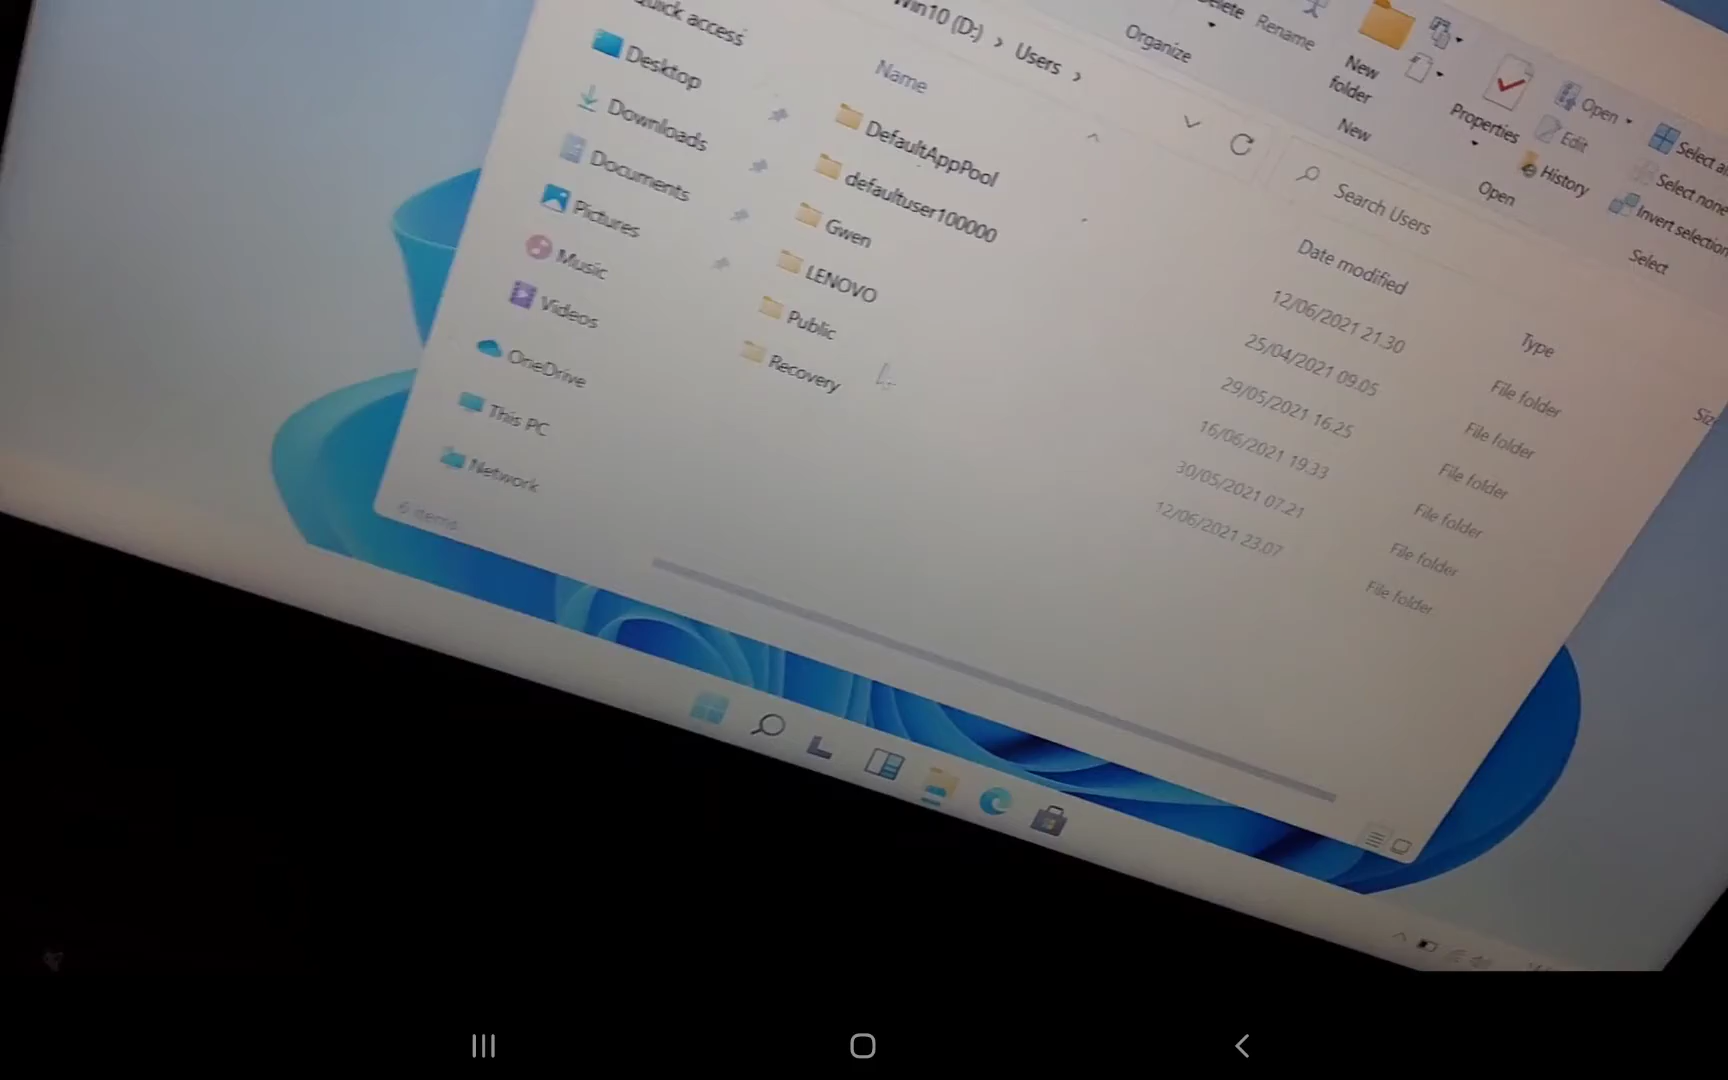 Delete
Rename
Organize
New
folder
New
Properties
Open
Edit
History
Open
Select
Select none
Invert selection
Select
Win10 (D:) › Users ›
Search Users
Quick access
Desktop
Downloads
Documents
Pictures
Music
Videos
OneDrive
This PC
Network
Name Date modified Type
DefaultAppPool 12/06/2021 21.30 File folder
defaultuser100000 25/04/2021 09.05 File folder
Gwen 29/05/2021 16.25 File folder
LENOVO 16/06/2021 19.33 File folder
Public 30/05/2021 07.21 File folder
Recovery 12/06/2021 23.07 File folder
6 items